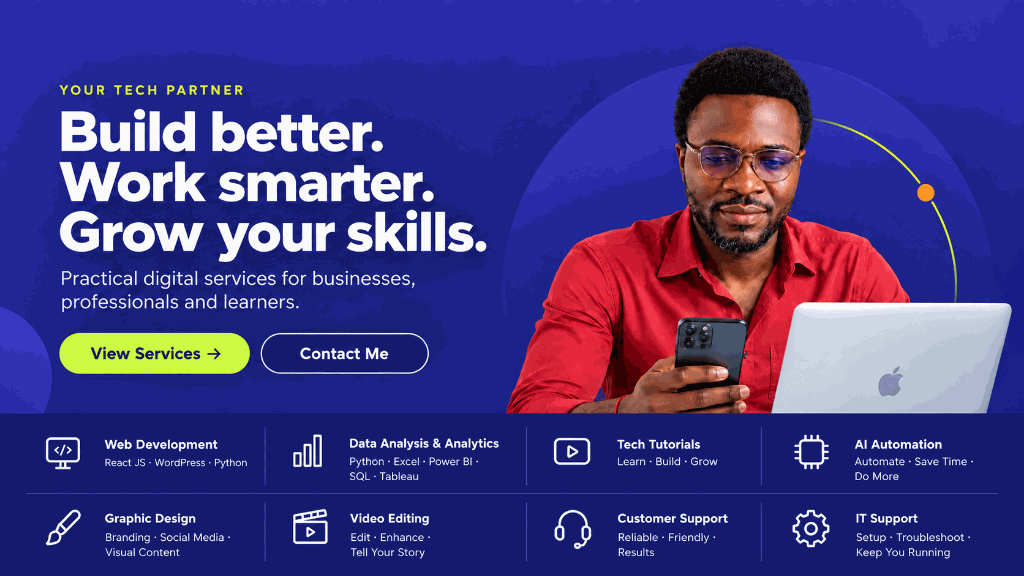 YOUR TECH PARTNER
Build better.
Work smarter.
Grow your skills.
Practical digital services for businesses,
professionals and learners.
View Services →
Contact Me
Web Development
React JS · WordPress · Python
Data Analysis & Analytics
Python · Excel · Power BI ·
SQL · Tableau
Tech Tutorials
Learn · Build · Grow
AI Automation
Automate · Save Time ·
Do More
Graphic Design
Branding · Social Media ·
Visual Content
Video Editing
Edit · Enhance ·
Tell Your Story
Customer Support
Reliable · Friendly ·
Results
IT Support
Setup · Troubleshoot ·
Keep You Running